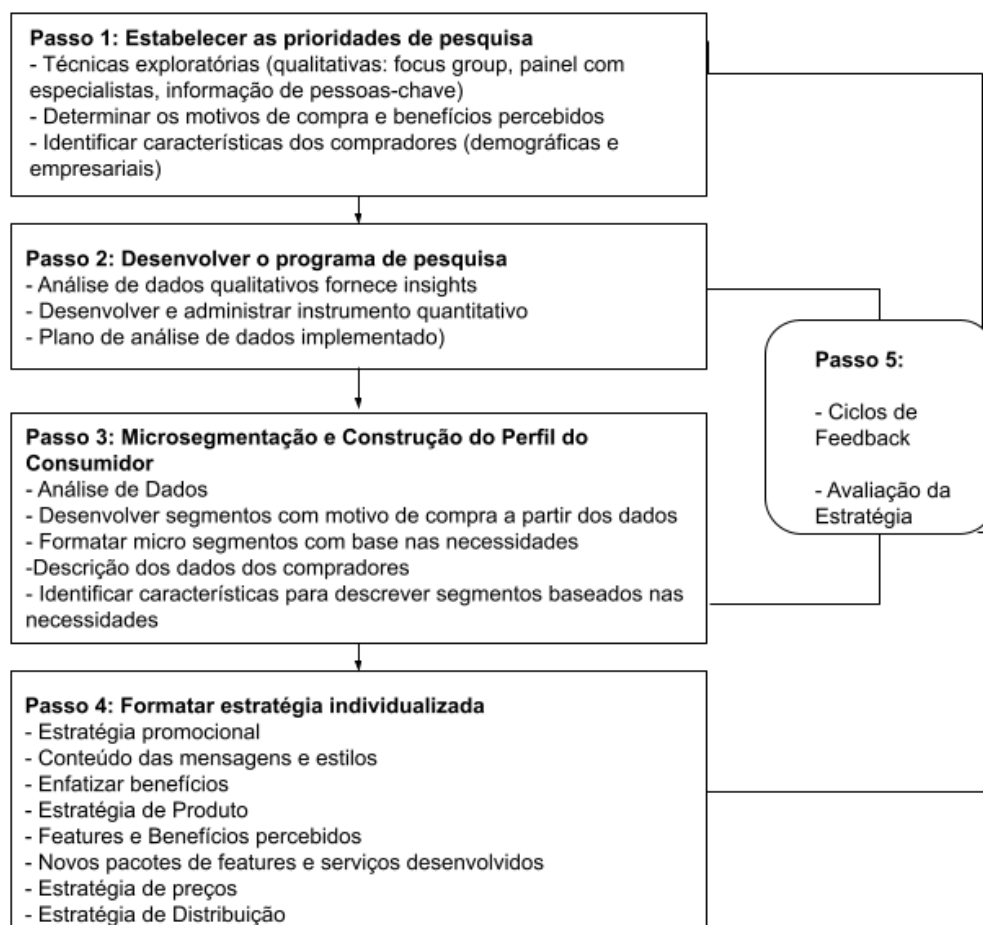 Passo 1: Estabelecer as prioridades de pesquisa
- Técnicas exploratórias (qualitativas: focus group, painel com
especialistas, informação de pessoas-chave)
- Determinar os motivos de compra e benefícios percebidos
- Identificar características dos compradores (demográficas e
empresariais)
Passo 2: Desenvolver o programa de pesquisa
- Análise de dados qualitativos fornece insights
- Desenvolver e administrar instrumento quantitativo
- Plano de análise de dados implementado)
Passo 3: Microsegmentação e Construção do Perfil do
Consumidor
- Análise de Dados
- Desenvolver segmentos com motivo de compra a partir dos dados
- Formatar micro segmentos com base nas necessidades
-Descrição dos dados dos compradores
- Identificar características para descrever segmentos baseados nas
necessidades
Passo 4: Formatar estratégia individualizada
- Estratégia promocional
- Conteúdo das mensagens e estilos
- Enfatizar benefícios
- Estratégia de Produto
- Features e Benefícios percebidos
- Novos pacotes de features e serviços desenvolvidos
- Estratégia de preços
- Estratégia de Distribuição
Passo 5:
- Ciclos de
Feedback
- Avaliação da
Estratégia